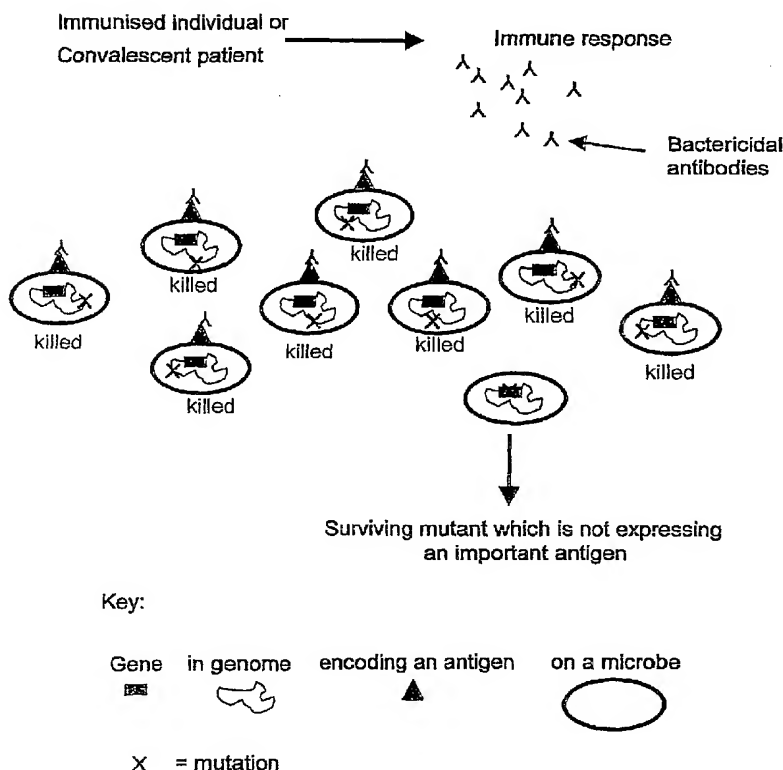 Immunised individual or
Convalescent patient
Immune response
Bactericidal
antibodies
killed
killed
killed
killed
killed
killed
killed
killed
Surviving mutant which is not expressing
an important antigen
Key:
Gene in genome encoding an antigen on a microbe
X = mutation